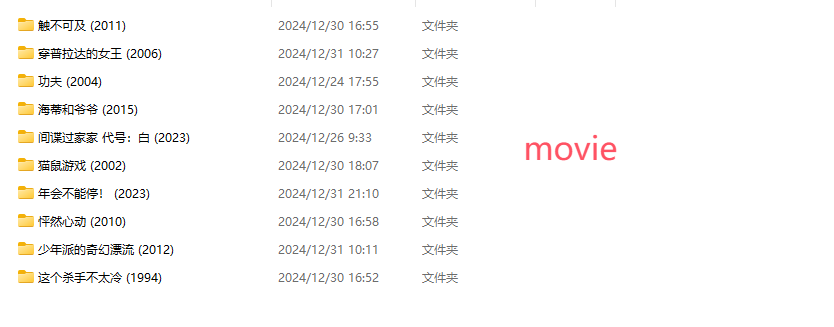 触不可及 (2011) 2024/12/30 16:55 文件夹
穿普拉达的女王 (2006) 2024/12/31 10:27 文件夹
功夫 (2004) 2024/12/24 17:55 文件夹
海蒂和爷爷 (2015) 2024/12/30 17:01 文件夹
间谍过家家 代号：白 (2023) 2024/12/26 9:33 文件夹
movie
猫鼠游戏 (2002) 2024/12/30 18:07 文件夹
年会不能停！ (2023) 2024/12/31 21:10 文件夹
怦然心动 (2010) 2024/12/30 16:58 文件夹
少年派的奇幻漂流 (2012) 2024/12/31 10:11 文件夹
这个杀手不太冷 (1994) 2024/12/30 16:52 文件夹